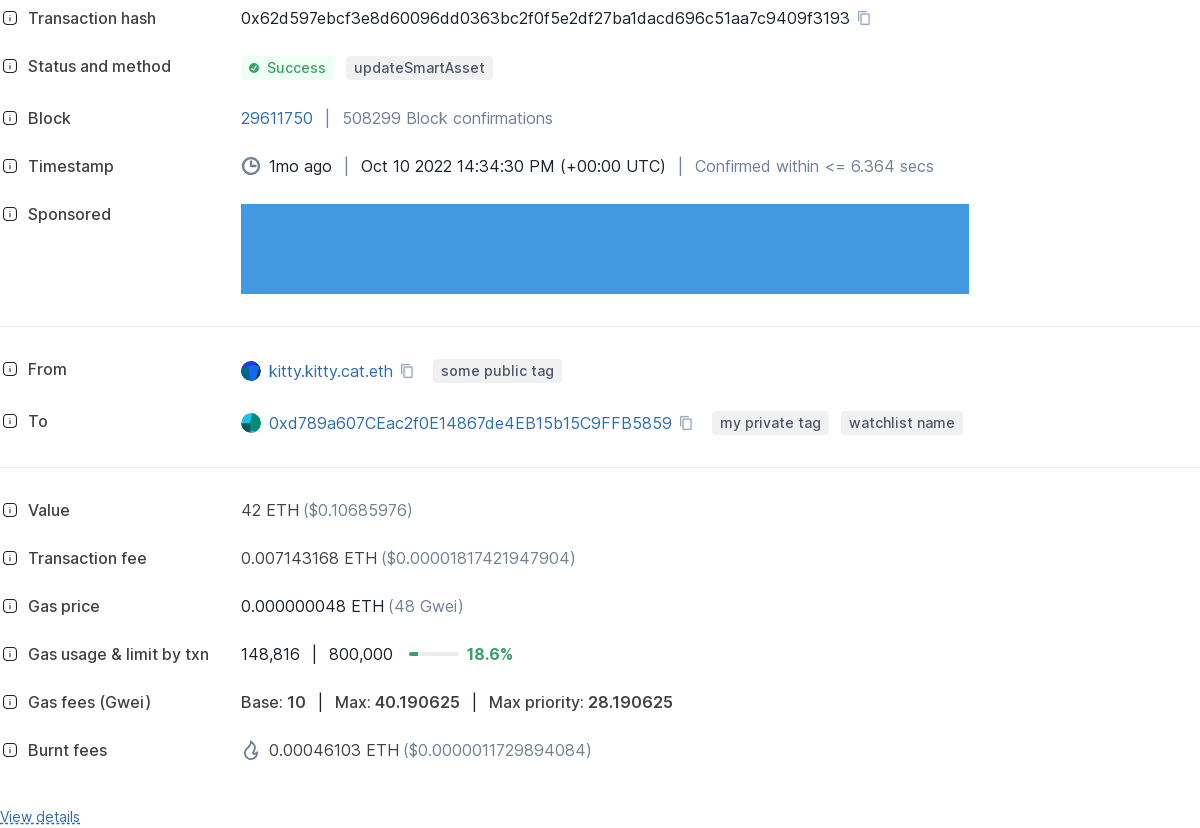 Transaction hash 0x62d597ebcf3e8d60096dd0363bc2f0f5e2df27ba1dacd696c51aa7c9409f3193
Status and method Success updateSmartAsset
Block 29611750 | 508299 Block confirmations
Timestamp 1mo ago | Oct 10 2022 14:34:30 PM (+00:00 UTC) | Confirmed within <= 6.364 secs
Sponsored
From kitty.kitty.cat.eth some public tag
To 0xd789a607CEac2f0E14867de4EB15b15C9FFB5859 my private tag watchlist name
Value 42 ETH ($0.10685976)
Transaction fee 0.007143168 ETH ($0.00001817421947904)
Gas price 0.000000048 ETH (48 Gwei)
Gas usage & limit by txn 148,816 | 800,000 18.6%
Gas fees (Gwei) Base: 10 | Max: 40.190625 | Max priority: 28.190625
Burnt fees 0.00046103 ETH ($0.0000011729894084)
View details